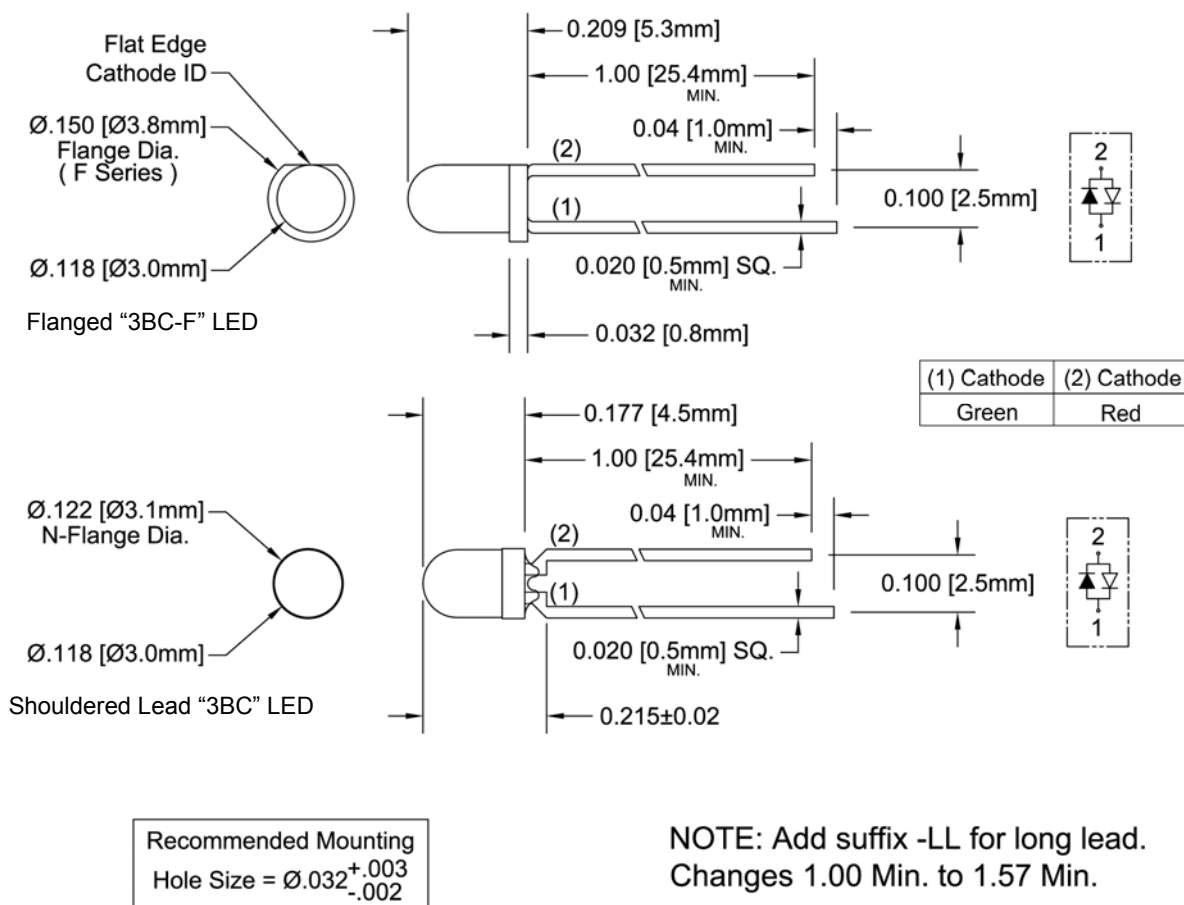 Flat Edge
Cathode ID
Ø.150 [Ø3.8mm]
Flange Dia.
( F Series )
Ø.118 [Ø3.0mm]
Flanged “3BC-F” LED
0.209 [5.3mm]
1.00 [25.4mm]
MIN.
0.04 [1.0mm]
MIN.
(2)
(1)
0.100 [2.5mm]
0.020 [0.5mm] SQ.
MIN.
0.032 [0.8mm]
2
1
(1) Cathode (2) Cathode
Green Red
0.177 [4.5mm]
1.00 [25.4mm]
MIN.
0.04 [1.0mm]
MIN.
Ø.122 [Ø3.1mm]
N-Flange Dia.
Ø.118 [Ø3.0mm]
Shouldered Lead “3BC” LED
(2)
(1)
0.100 [2.5mm]
0.020 [0.5mm] SQ.
MIN.
0.215±0.02
2
1
Recommended Mounting
Hole Size = Ø.032 +.003
-.002
NOTE: Add suffix -LL for long lead.
Changes 1.00 Min. to 1.57 Min.